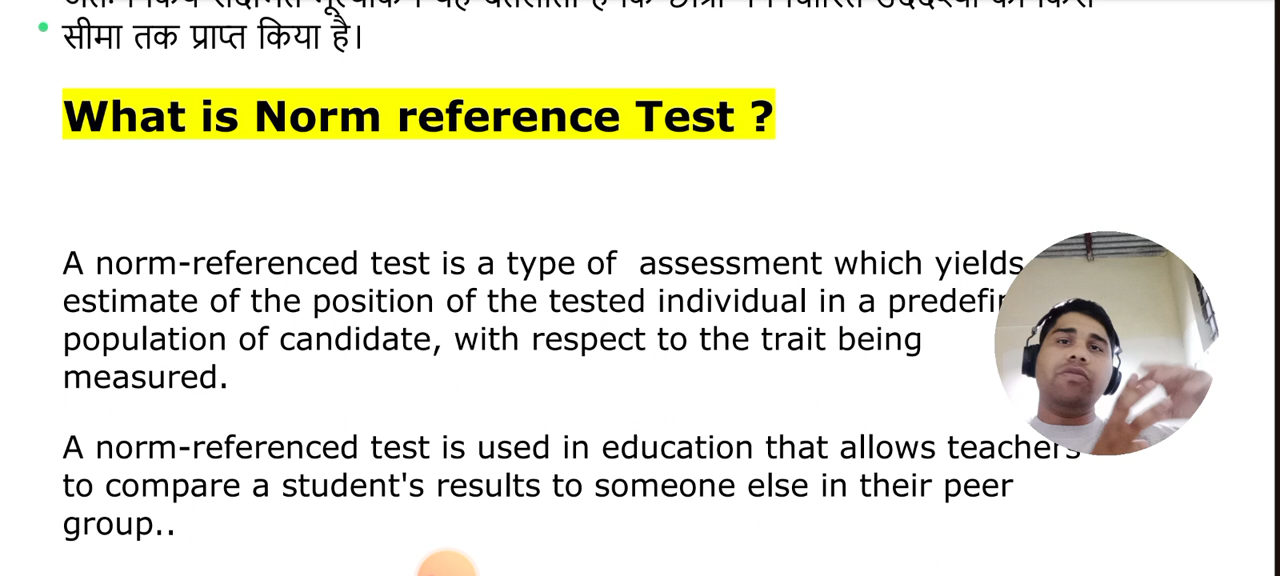 सीमा तक प्राप्त किया है।
What is Norm reference Test ?
A norm-referenced test is a type of assessment which yields
estimate of the position of the tested individual in a
population of candidate, with respect to the trait being
measured.
A norm-referenced test is used in education that allows teachers
to compare a student's results to someone else in their peer
group..